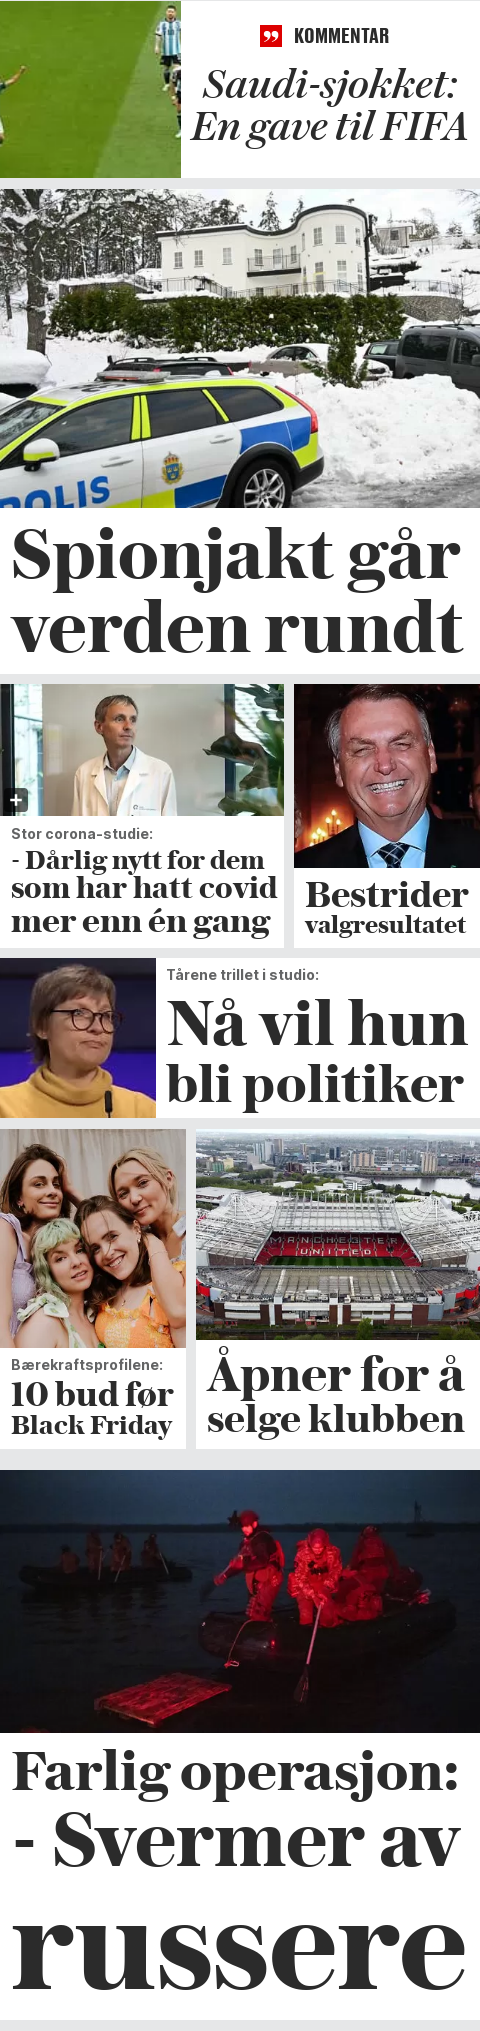 KOMMENTAR
Saudi-sjokket:
En gave til FIFA
POLIS
Spionjakt går
verden rundt
Stor corona-studie:
- Dårlig nytt for dem
som har hatt covid
mer enn én gang
Bestrider
valgresultatet
Tårene trillet i studio:
Nå vil hun
bli politiker
MANCHESTER
UNITED
Bærekraftsprofilene:
10 bud før
Black Friday
Åpner for å
selge klubben
Farlig operasjon:
- Svermer av
russere